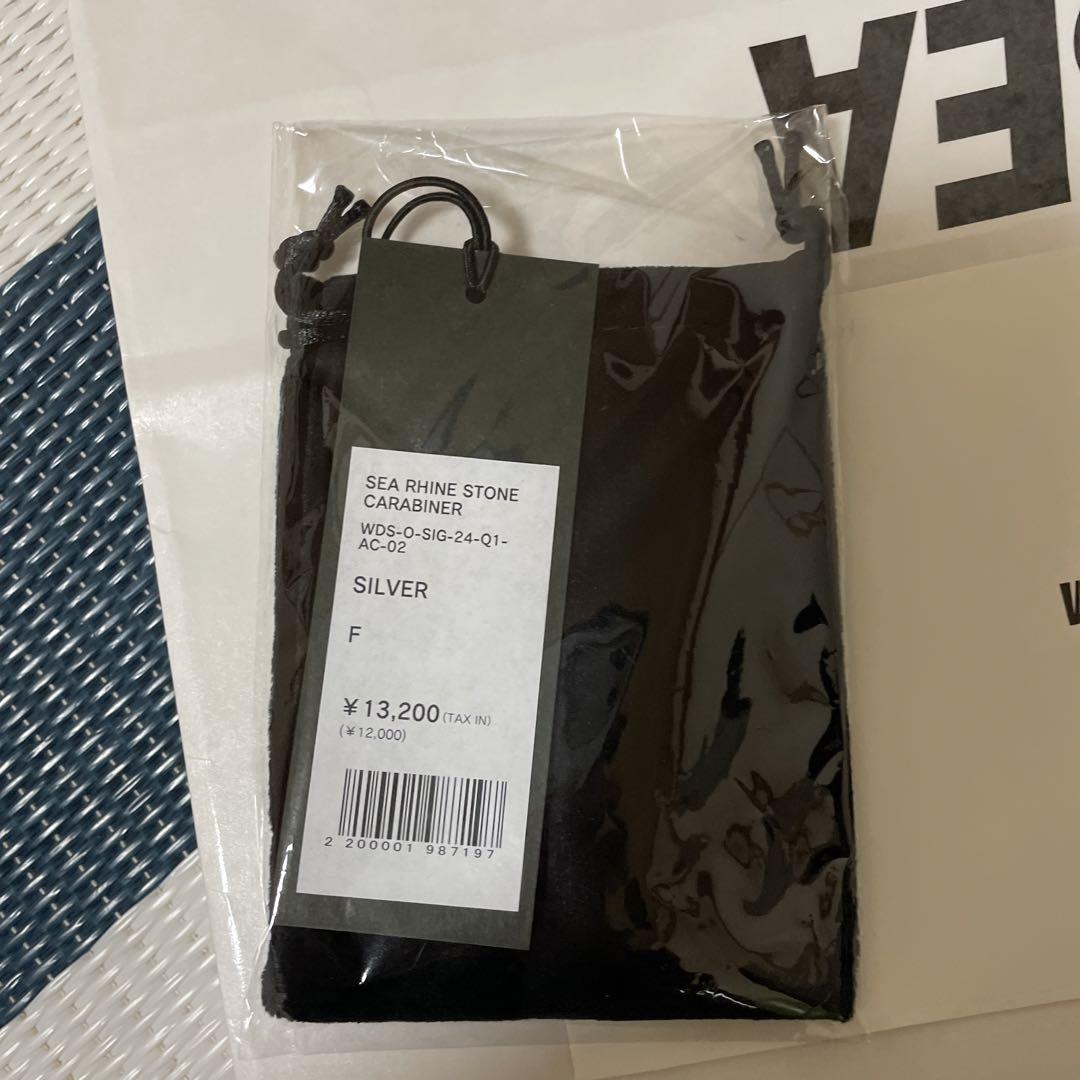 EA
SEA RHINE STONE
CARABINER
WDS-O-SIG-24-Q1-
AC-02
SILVER
F
¥13,200 (TAX IN)
(¥12,000)
2 200001 987197